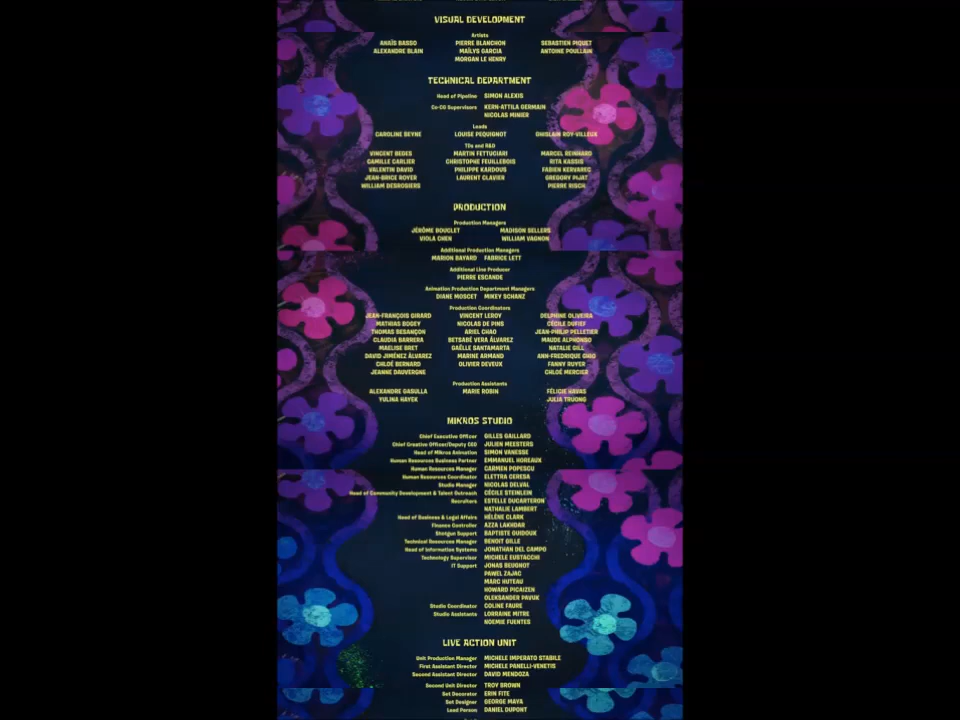 VISUAL DEVELOPMENT
Artists
ANAÏS BASSO PIERRE BLANCHON SEBASTIEN PIQUET
ALEXANDRE BLAIN MAÏLYS GARCIA ANTOINE POULLAIN
MORGAN LE HENRY
TECHNICAL DEPARTMENT
Head of Pipeline SIMON ALEXIS
Co-CG Supervisors KERN-ATTILA GERMAIN
NICOLAS MINIER
Leads
CAROLINE BEYNE LOUISE PEQUIGNOT GHISLAIN ROY-VILLEUX
TDs and R&D
VINCENT BEGES MARTIN FETTUCIARI MARCEL REINHARD
CAMILLE CARLIER CHRISTOPHE FEUILLEBOIS RITA KASSIS
VALENTIN DAVID PHILIPPE KARDOUS FABIEN KERVAREC
JEAN-BRICE ROYER LAURENT CLAVIER GREGORY PIJAT
WILLIAM DESROSIERS PIERRE RISCH
PRODUCTION
Production Managers
JÉRÔME BOUCLET MADISON SELLERS
VIOLA CHEN WILLIAM VAGNON
Additional Production Managers
MARION BAYARD FABRICE LETT
Additional Line Producer
PIERRE ESCANDE
Animation Production Department Managers
DIANE MOSCET MIKEY SCHANZ
Production Coordinators
JEAN-FRANÇOIS GIRARD VINCENT LEROY DELPHINE OLIVEIRA
MATHIAS BOGEY NICOLAS DE PINS CÉCILE DUFIEF
THOMAS BESANÇON ARIEL CHAO JEAN-PHILIP PELLETIER
CLAUDIA BARRERA BETSABÉ VERA ÁLVAREZ MAUDE ALPHONSO
MAELISE BRET GAËLLE SANTAMARTA NATALIE GILL
DAVID JIMÉNEZ ÁLVAREZ MARINE ARMAND ANN-FREDRIQUE GHIO
CHLOÉ BERNARD OLIVIER DEVEUX FANNY RUYER
JEANNE DAUVERGNE CHLOÉ MERCIER
Production Assistants
ALEXANDRE GABULLA MARIE ROBIN FÉLICIE HAVAS
YULINA HAYEK JULIA TRUONG
MIKROS STUDIO
Chief Executive Officer GILLES GAILLARD
Chief Creative Officer/Deputy CEO JULIEN MEESTERS
Head of Mikros Animation SIMON VANESSE
Human Resources Business Partner EMMANUEL HOREAUX
Human Resources Manager CARMEN POPESCU
Human Resources Coordinator ELETTRA CERESA
Studio Manager NICOLAS DELVAL
Head of Community Development & Talent Outreach CÉCILE STEINLEIN
Recruiters ESTELLE DUCARTERON
NATHALIE LAMBERT
Head of Business & Legal Affairs HÉLÈNE CLARK
Finance Controller AZZA LAKHDAR
Shotgun Support BAPTISTE QUIDOUK
Technical Resources Manager BENOIT GILLE
Head of Information Systems JONATHAN DEL CAMPO
Technology Supervisor MICHELE EUSTACCHI
IT Support JONAS BEUGNOT
PAWEL ZAJAC
MARC HUTEAU
HOWARD PICAIZEN
OLEKSANDER PAVUK
Studio Coordinator COLINE FAURE
Studio Assistants LORRAINE MITRE
NOEMIE FUENTES
LIVE ACTION UNIT
Unit Production Manager MICHELE IMPERATO STABILE
First Assistant Director MICHELE PANELLI-VENETIS
Second Assistant Director DAVID MENDOZA
Second Unit Director TROY BROWN
Set Decorator ERIN FITE
Set Designer GEORGE MAYA
Lead Person DANIEL DUPONT